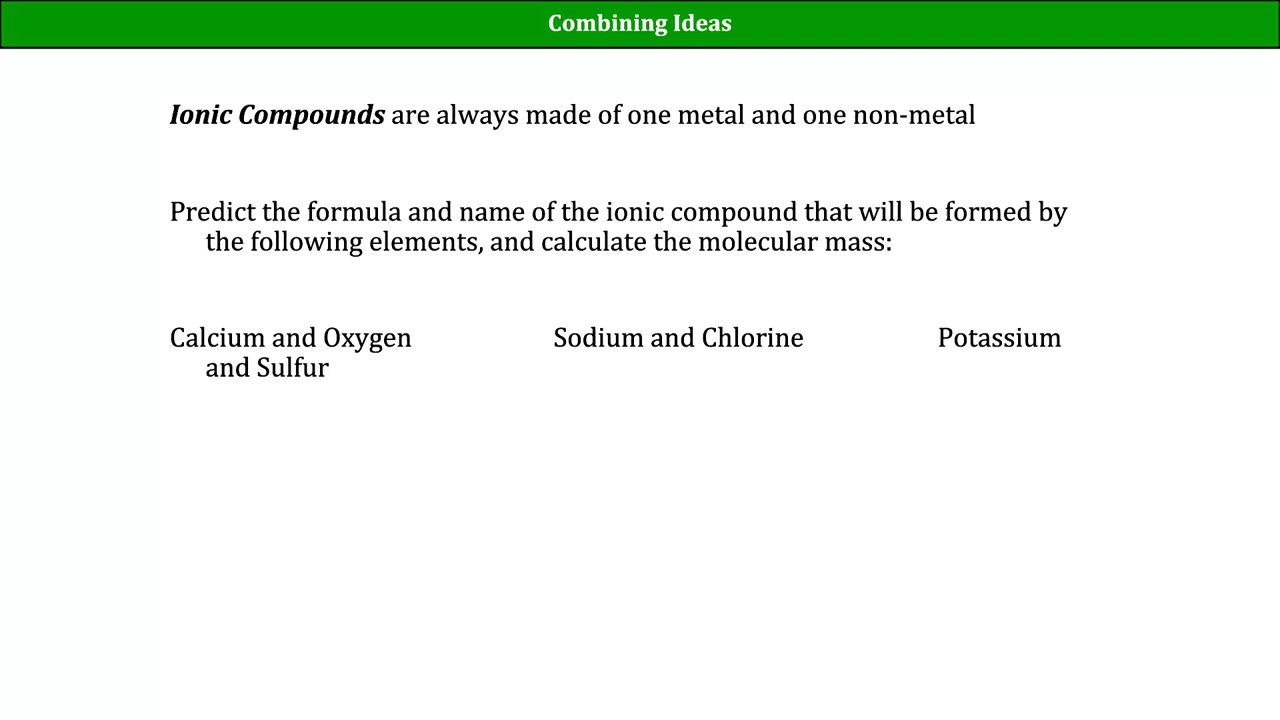 Combining Ideas
Ionic Compounds are always made of one metal and one non-metal
Predict the formula and name of the ionic compound that will be formed by
the following elements, and calculate the molecular mass:
Calcium and Oxygen Sodium and Chlorine Potassium
and Sulfur